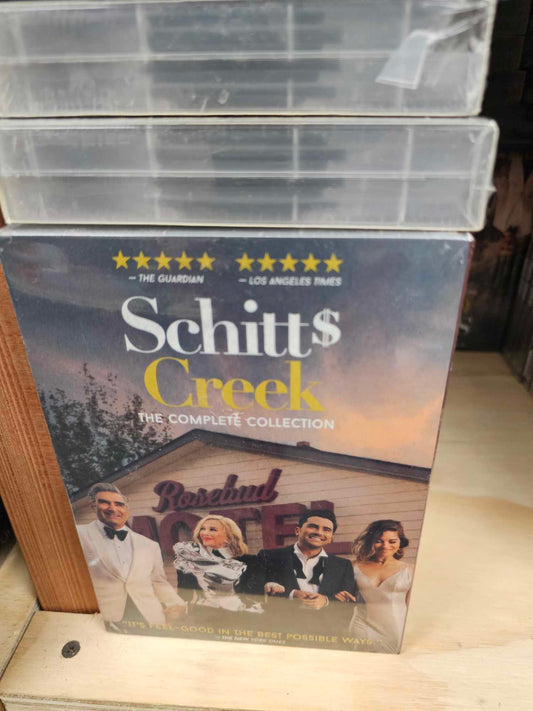 ★★★★★ ★★★★★
— THE GUARDIAN — LOS ANGELES TIMES
Schitt$
Creek
THE COMPLETE COLLECTION
Rosebud
MOTEL
"IT'S FEEL-GOOD IN THE BEST POSSIBLE WAYS."
— THE NEW YORK TIMES